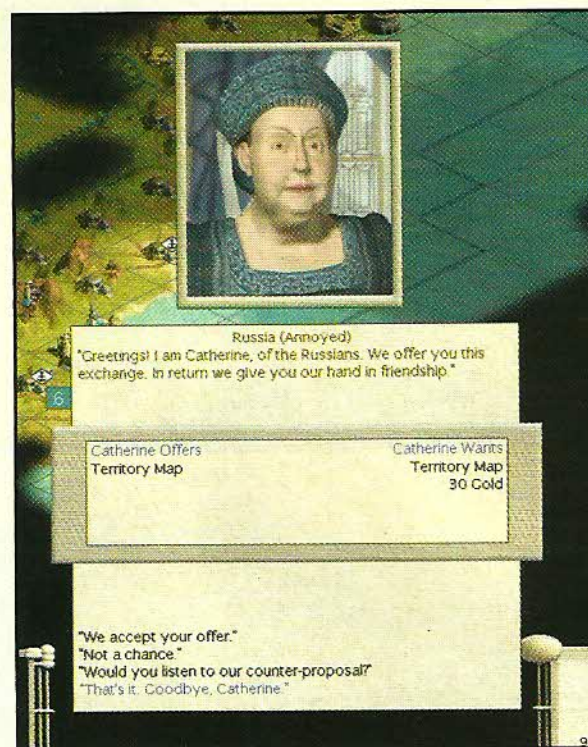 Russia (Annoyed)
"Greetings! I am Catherine, of the Russians. We offer you this
exchange. In return we give you our hand in friendship."
6
Catherine Offers
Catherine Wants
Territory Map
Territory Map
30 Gold
"We accept your offer."
"Not a chance."
"Would you listen to our counter-proposal?"
"That's it. Goodbye, Catherine."